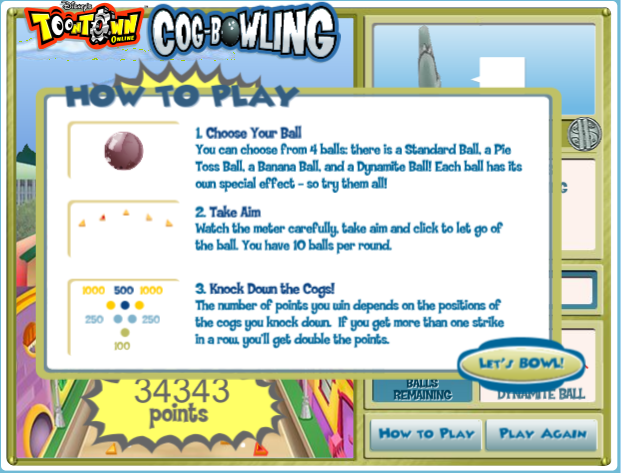 Disney's
TOONTOWN
ONLINE
COG-BOWLING
HOW TO PLAY
1. Choose Your Ball
You can choose from 4 balls: there is a Standard Ball, a Pie
Toss Ball, a Banana Ball, and a Dynamite Ball! Each ball has its
own special effect - so try them all!
2. Take Aim
Watch the meter carefully, take aim and click to let go of
the ball. You have 10 balls per round.
3. Knock Down the Cogs!
1000 500 1000
250 250
100
The number of points you win depends on the positions of
the cogs you knock down. If you get more than one strike
in a row, you'll get double the points.
LET'S BOWL!
34343
points
BALLS
REMAINING
DYNAMITE BALL
HOW TO PLAY
PLAY AGAIN